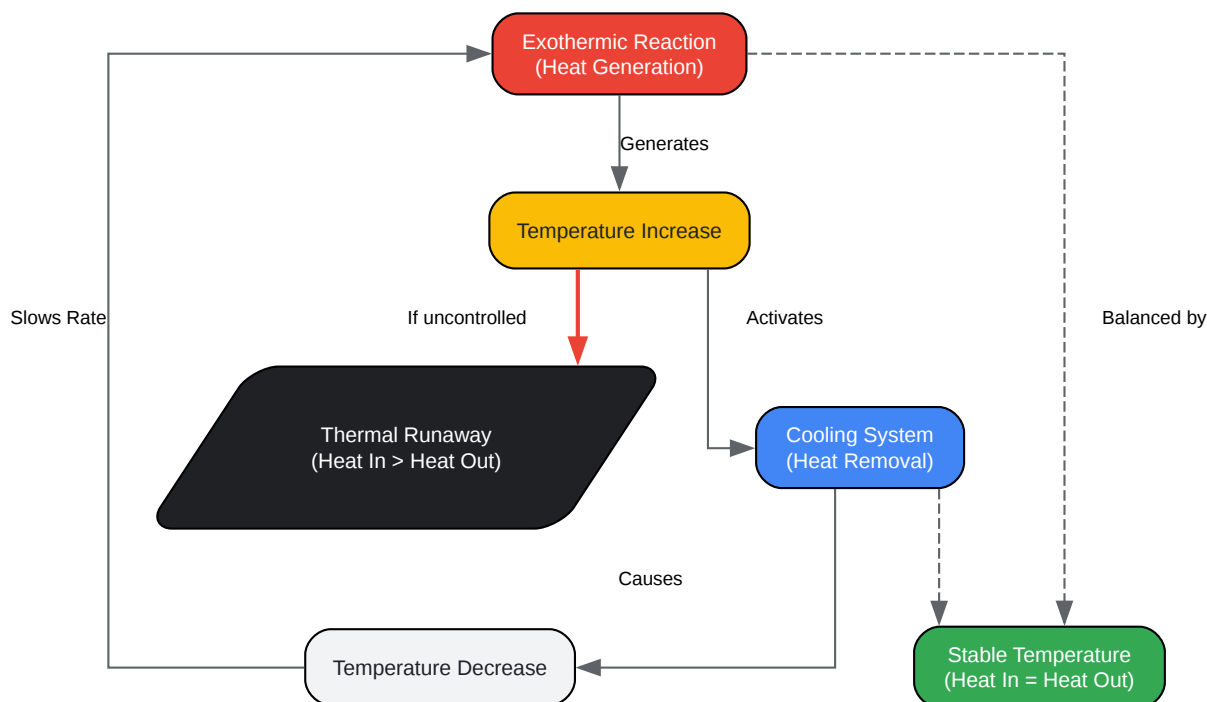 Exothermic Reaction
(Heat Generation)
Generates
Temperature Increase
Slows Rate
If uncontrolled
Activates
Balanced by
Thermal Runaway
(Heat In > Heat Out)
Cooling System
(Heat Removal)
Causes
Temperature Decrease
Stable Temperature
(Heat In = Heat Out)